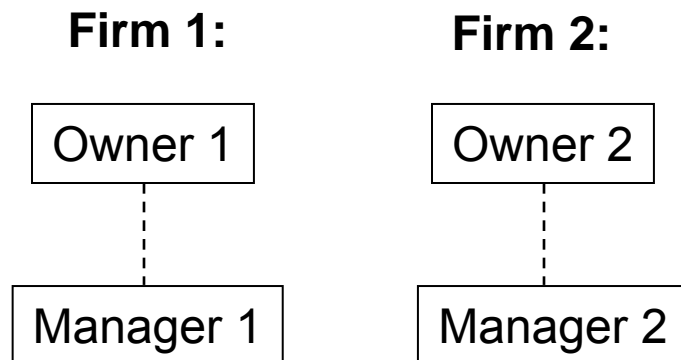 Firm 1:
Firm 2:
Owner 1
Owner 2
Manager 1
Manager 2